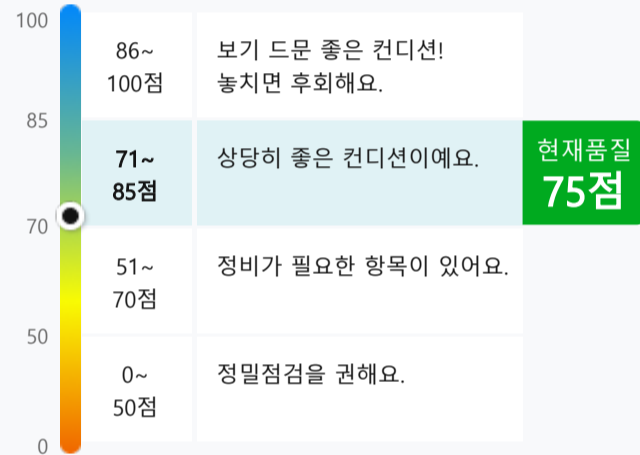 100
86~
100점
보기 드문 좋은 컨디션!
놓치면 후회해요.
85
71~
85점
상당히 좋은 컨디션이예요.
현재품질
75점
70
51~
70점
정비가 필요한 항목이 있어요.
50
0~
50점
정밀점검을 권해요.
0